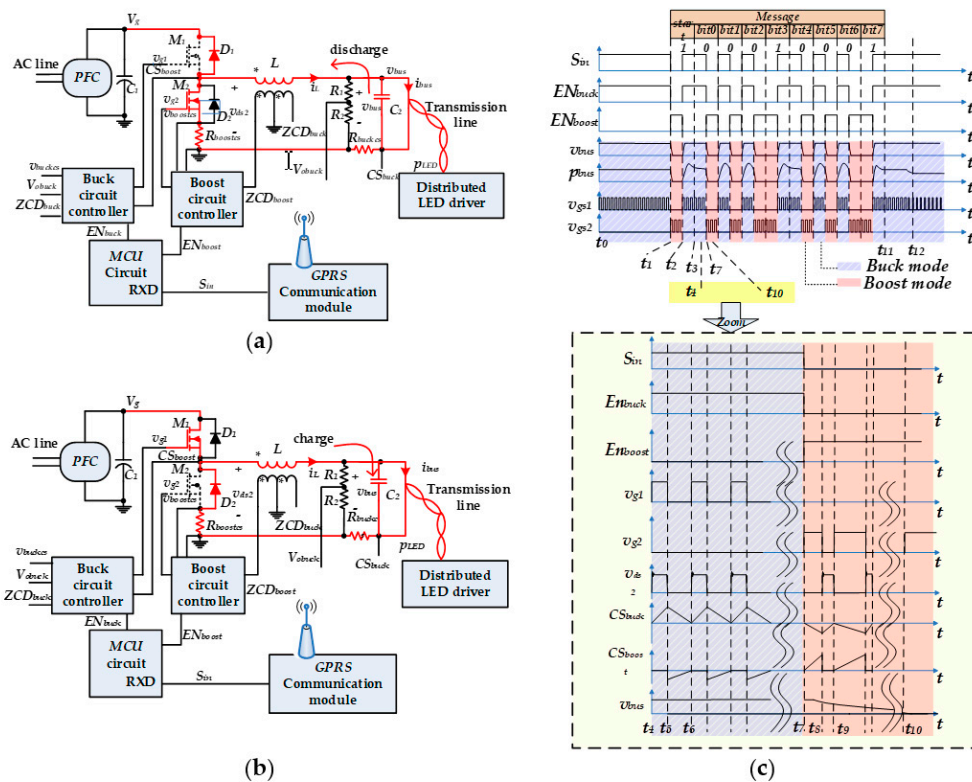 Vg
M1
D1
vg1
CSboost
AC line
PFC
C1
M2
vg2
vboostcs
D2
vds2
Rboostcs
L
iL
discharge
vbus
ibus
R1
R2
C2
vbus
Transmission line
ZCDbuck
Rbuckcs
Vobuck
CSbuck
pLED
Distributed LED driver
vbuckcs
Vobuck
ZCDbuck
Buck circuit controller
Boost circuit controller
ZCDboost
ENbuck
ENboost
MCU Circuit RXD
Sin
GPRS Communication module
(a)
Vg
M1
D1
vg1
CSboost
AC line
PFC
C1
M2
vg2
vboostcs
D2
vds2
Rboostcs
L
iL
charge
ibus
R1
R2
C2
vbus
Transmission line
ZCDbuck
Rbuckcs
Vobuck
CSbuck
pLED
Distributed LED driver
vbuckcs
Vobuck
ZCDbuck
Buck circuit controller
Boost circuit controller
ZCDboost
ENbuck
ENboost
MCU circuit RXD
Sin
GPRS Communication module
(b)
Message
star t bit0 bit1 bit2 bit3 bit4 bit5 bit6 bit7
1 0 0 0 1 0 0 0 1
Sin t
ENbuck t
ENboost t
vbus t
pbus t
vgs1 t
vgs2 t
t0
t1 t2 t3 t4 t7 t10 t11 t12
Buck mode
Boost mode
Zoom
Sin t
Enbuck t
Enboost t
vg1 t
vg2 t
vds 2 t
CSbuck t
CSboos t t
vbus t
t4 t5 t6 t7 t8 t9 t10
(c)